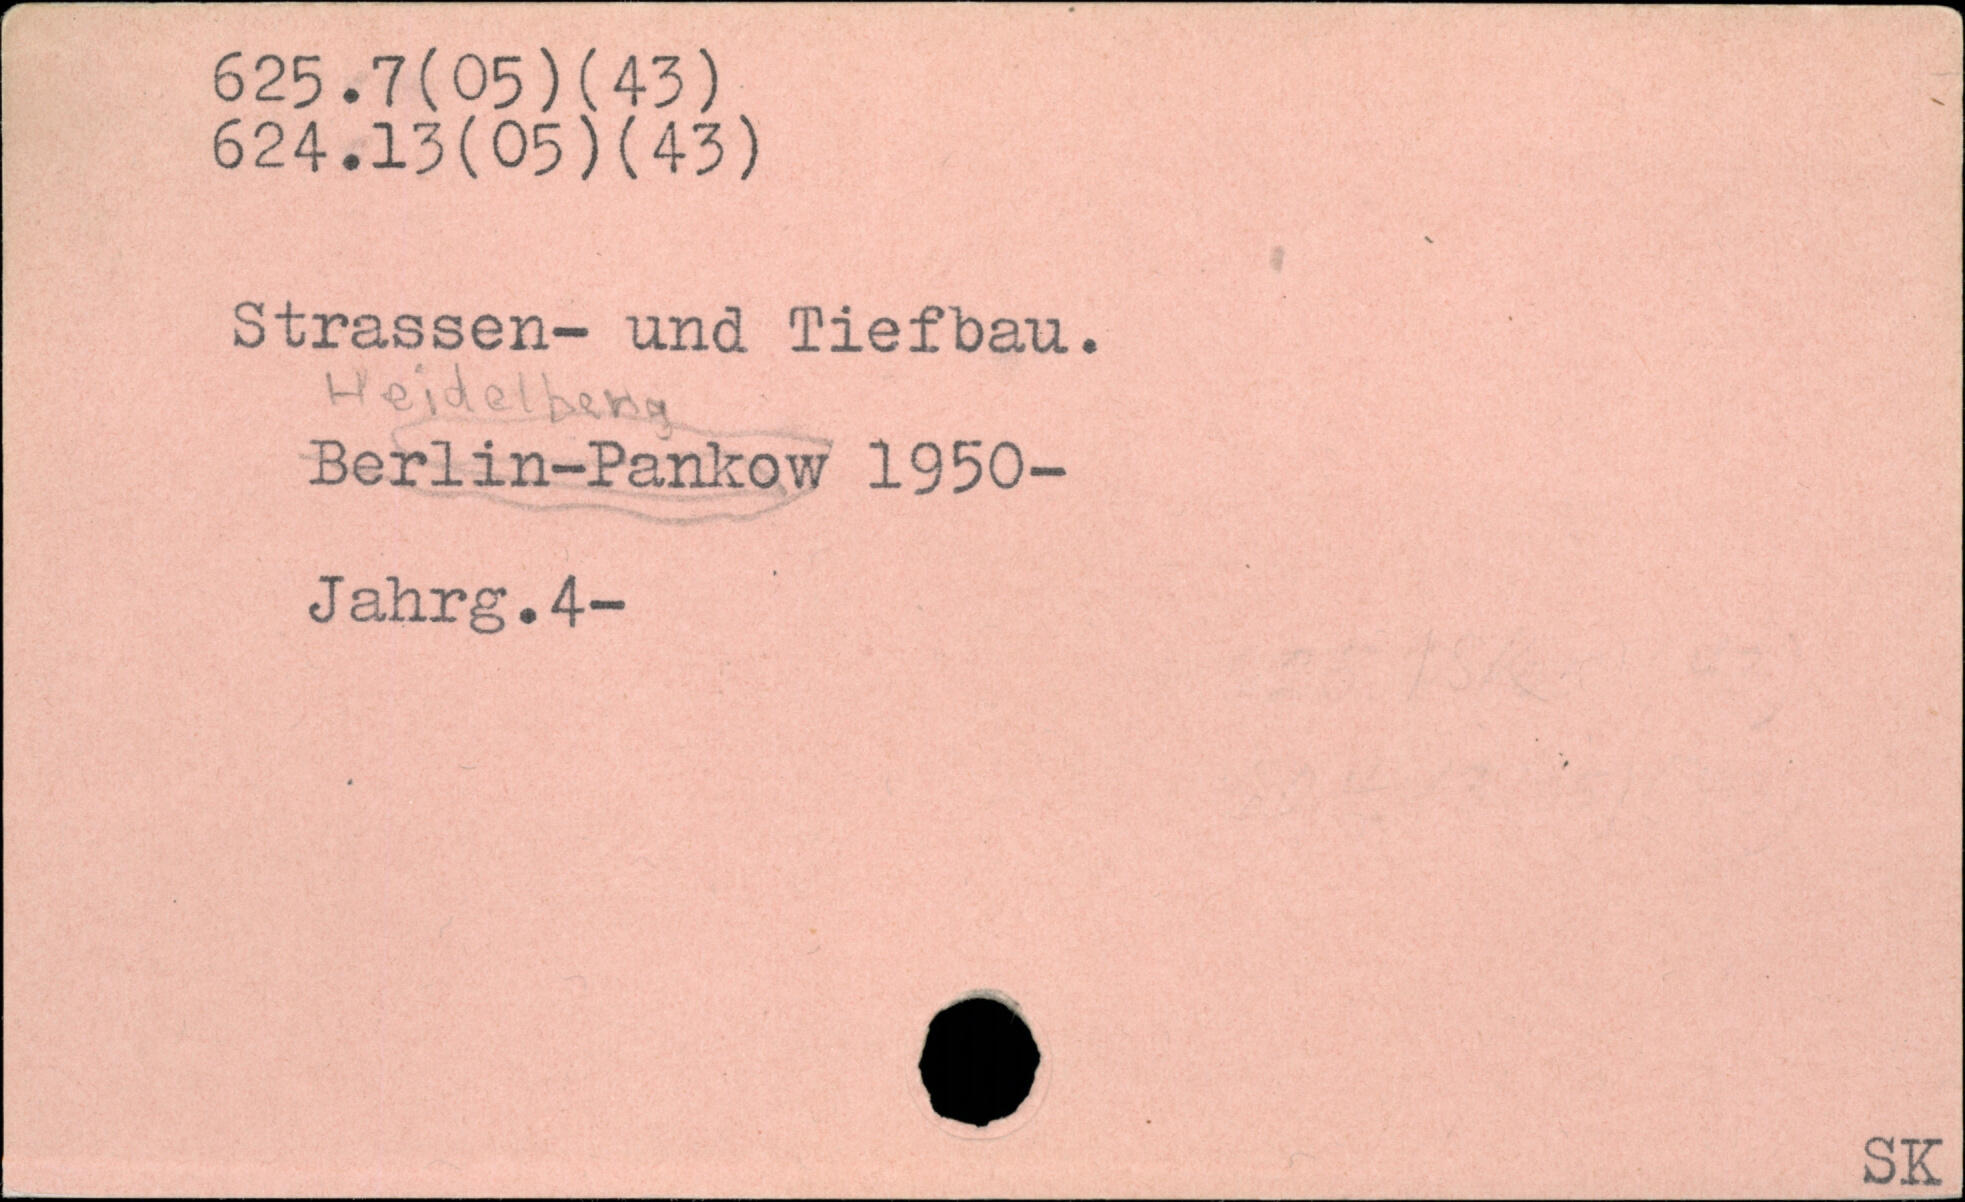 625.7(05)(43)
624.13(05)(43)
Strassen- und Tiefbau.
Heidelberg
Berlin-Pankow 1950-
Jahrg.4-
SK